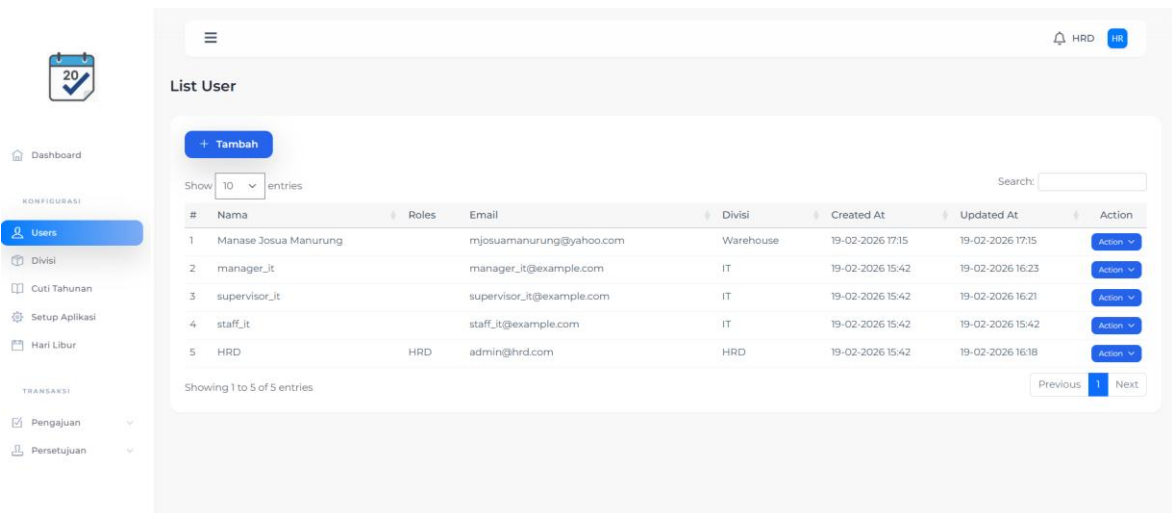 HRD HR
20
List User
+ Tambah
Dashboard
Show 10 entries Search:
KONFIGURASI
# Nama Roles Email Divisi Created At Updated At Action
Users
1 Manase Josua Manurung mjosuamanurung@yahoo.com Warehouse 19-02-2026 17:15 19-02-2026 17:15 Action
Divisi
2 manager_it manager_it@example.com IT 19-02-2026 15:42 19-02-2026 16:23 Action
Cuti Tahunan
3 supervisor_it supervisor_it@example.com IT 19-02-2026 15:42 19-02-2026 16:21 Action
Setup Aplikasi
4 staff_it staff_it@example.com IT 19-02-2026 15:42 19-02-2026 15:42 Action
Hari Libur
5 HRD HRD admin@hrd.com HRD 19-02-2026 15:42 19-02-2026 16:18 Action
Showing 1 to 5 of 5 entries Previous 1 Next
TRANSAKSI
Pengajuan
Persetujuan